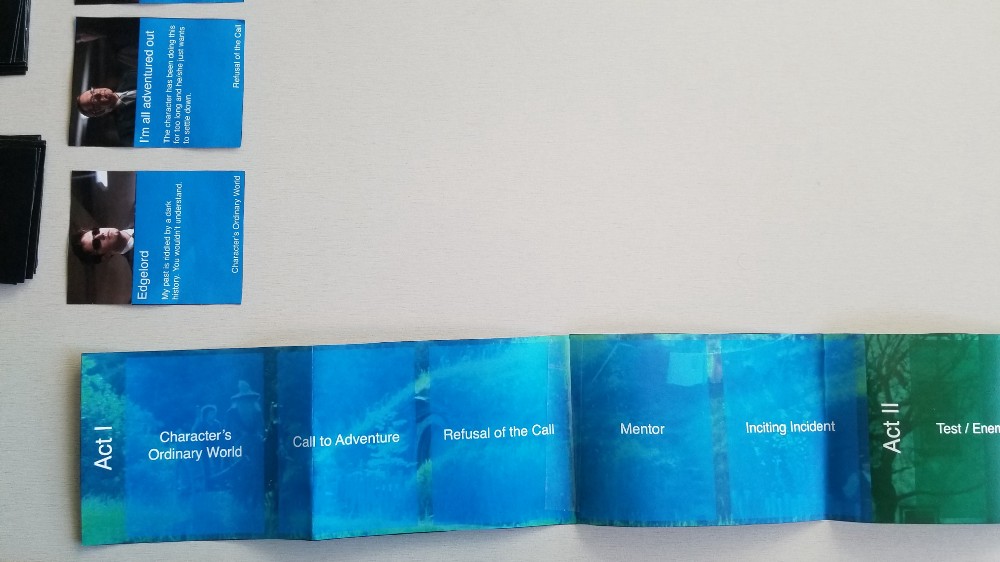 I'm all adventured out
The character has been doing this
for too long and he/she just wants
to settle down.
Refusal of the Call
Edgelord
My past is riddled by a dark
history. You wouldn't understand.
Character's Ordinary World
Act I
Character's
Ordinary World
Call to Adventure
Refusal of the Call
Mentor
Inciting Incident
Act II
Test /